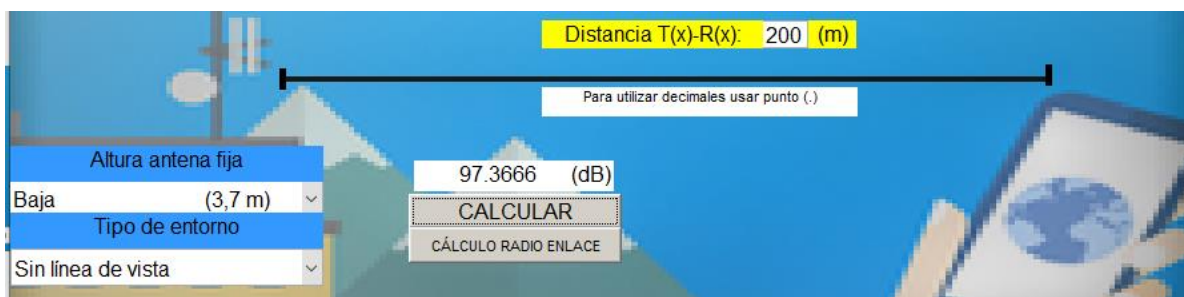 Distancia T(x)-R(x): 200 (m)
Para utilizar decimales usar punto (.)
Altura antena fija
Baja (3,7 m)
Tipo de entorno
Sin línea de vista
97.3666 (dB)
CALCULAR
CÁLCULO RADIO ENLACE